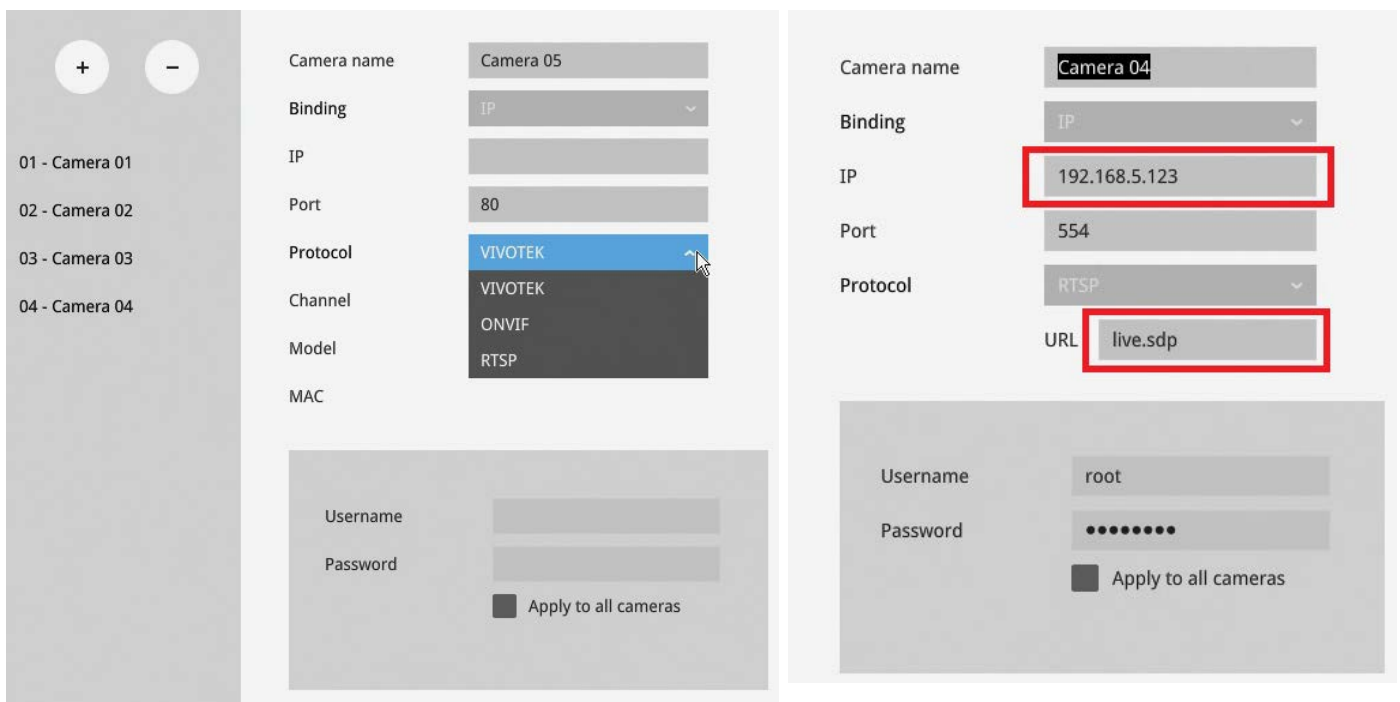 + −
01 - Camera 01
02 - Camera 02
03 - Camera 03
04 - Camera 04
Camera name Camera 05
Binding IP
IP
Port 80
Protocol VIVOTEK
VIVOTEK
Channel
ONVIF
Model
RTSP
MAC
Username
Password
Apply to all cameras
Camera name Camera 04
Binding IP
IP 192.168.5.123
Port 554
Protocol RTSP
URL live.sdp
Username root
Password ●●●●●●●●
Apply to all cameras